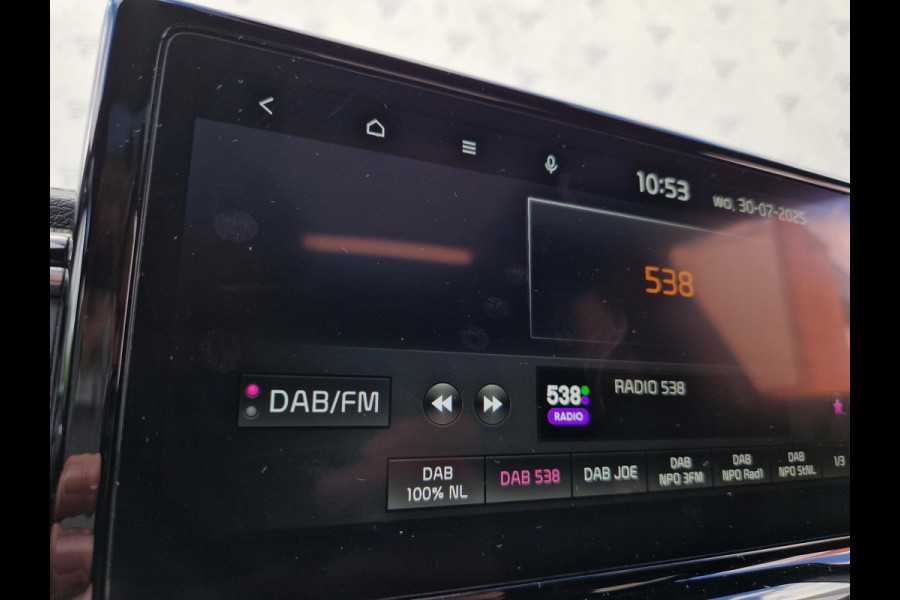 10:53
wo, 30-07-2025
538
DAB/FM
538
RADIO
RADIO 538
DAB
100% NL
DAB 538
DAB JOE
DAB
NPO 3FM
DAB
NPO Rad1
DAB
NPO StNL
1/3